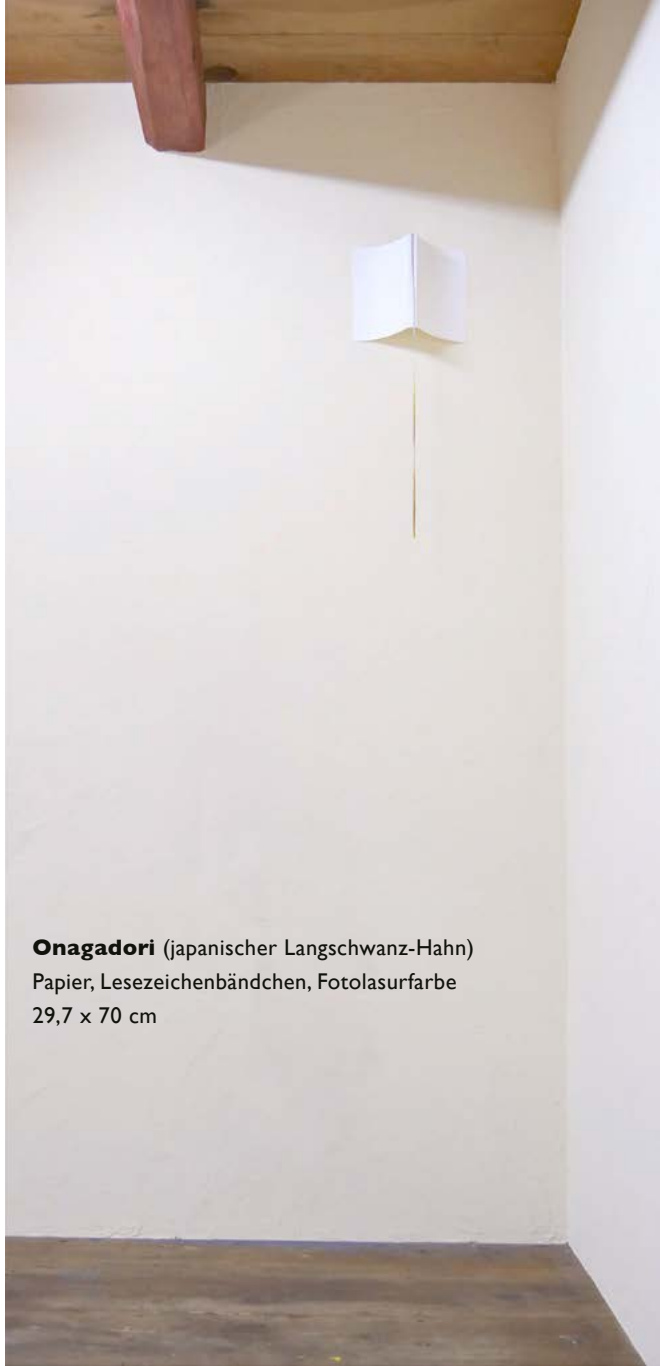 Onagadori (japanischer Langschwanz-Hahn)
Papier, Lesezeichenbändchen, Fotolasurfarbe
29,7 x 70 cm